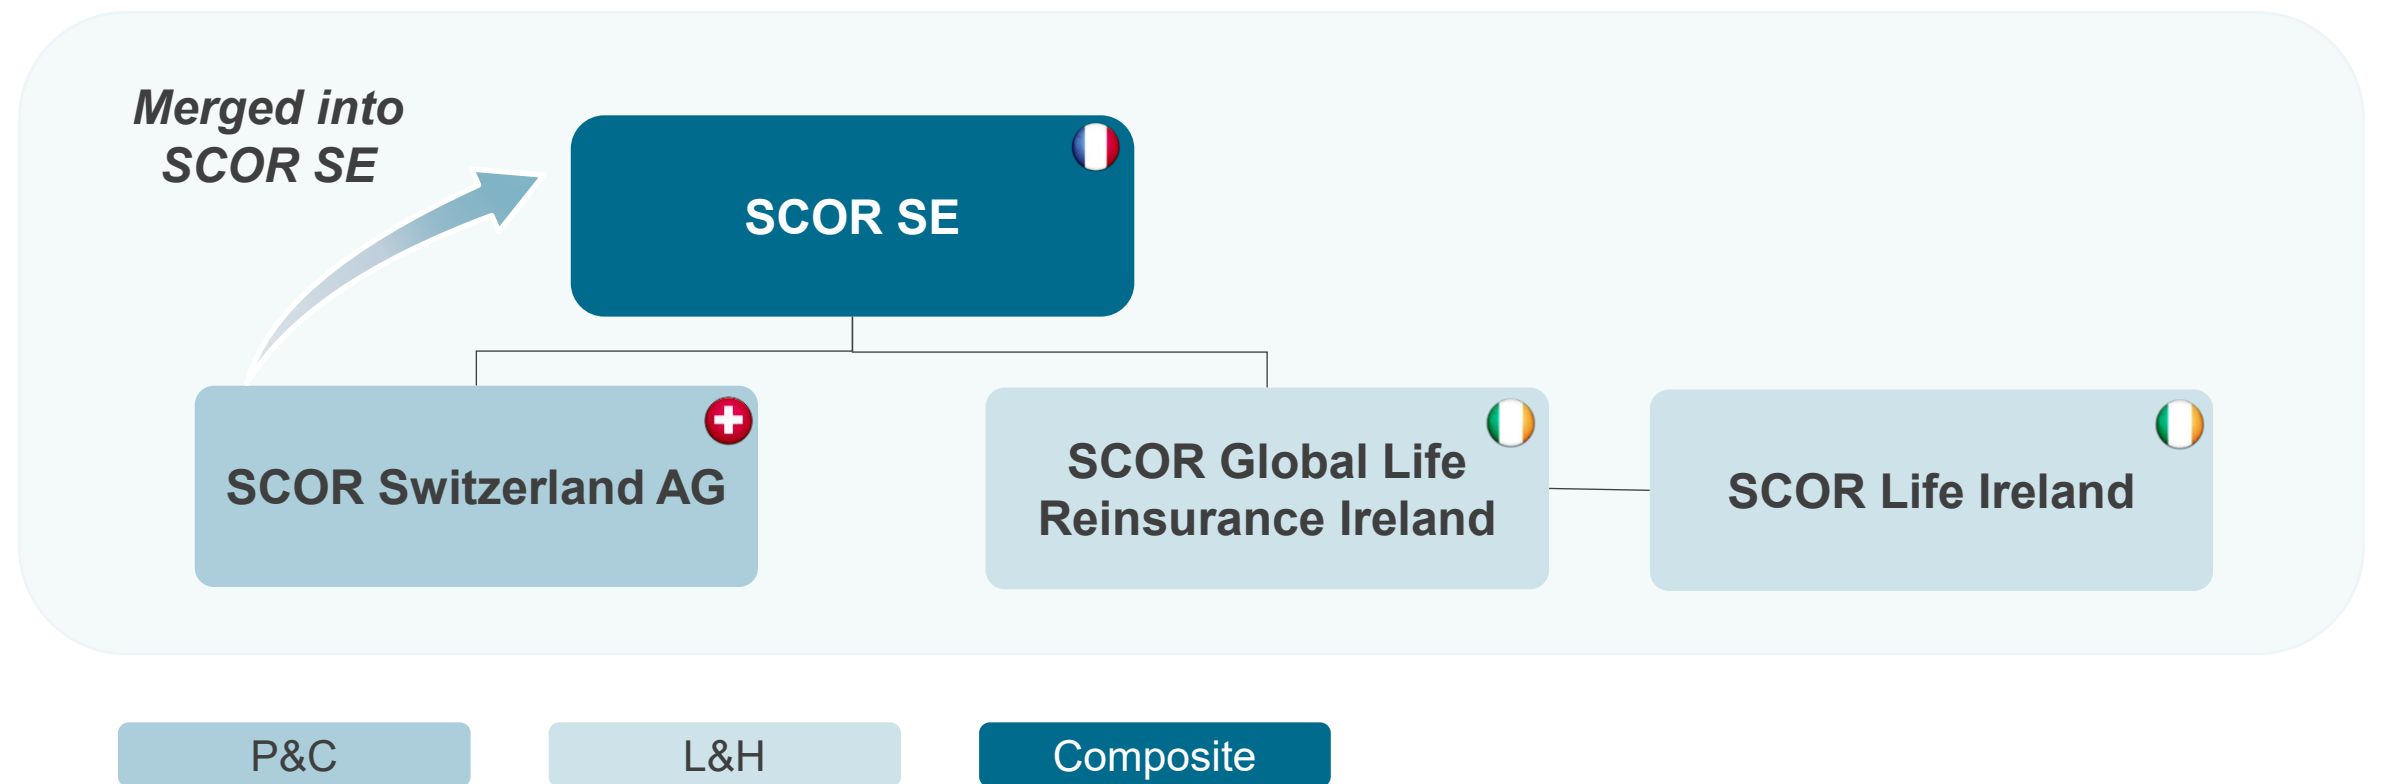 Merged into
SCOR SE
SCOR SE
SCOR Switzerland AG
SCOR Global Life
Reinsurance Ireland
SCOR Life Ireland
P&C
L&H
Composite